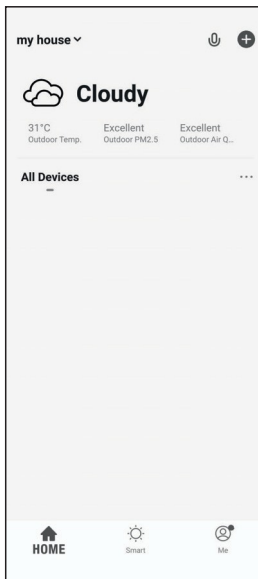 my house
Cloudy
31°C Excellent Excellent
Outdoor Temp. Outdoor PM2.5 Outdoor Air Q...
All Devices
...
HOME Smart Me